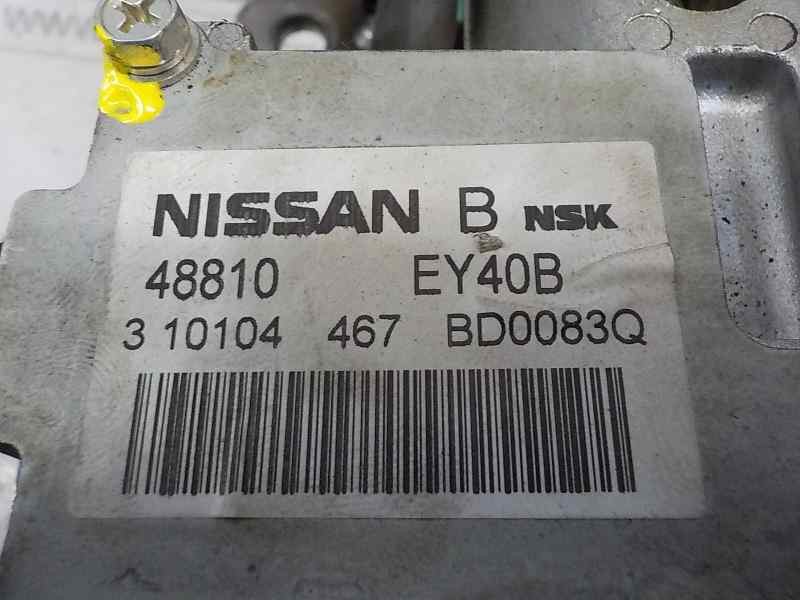 NISSAN B NSK
48810 EY40B
3 10104 467 BD0083Q